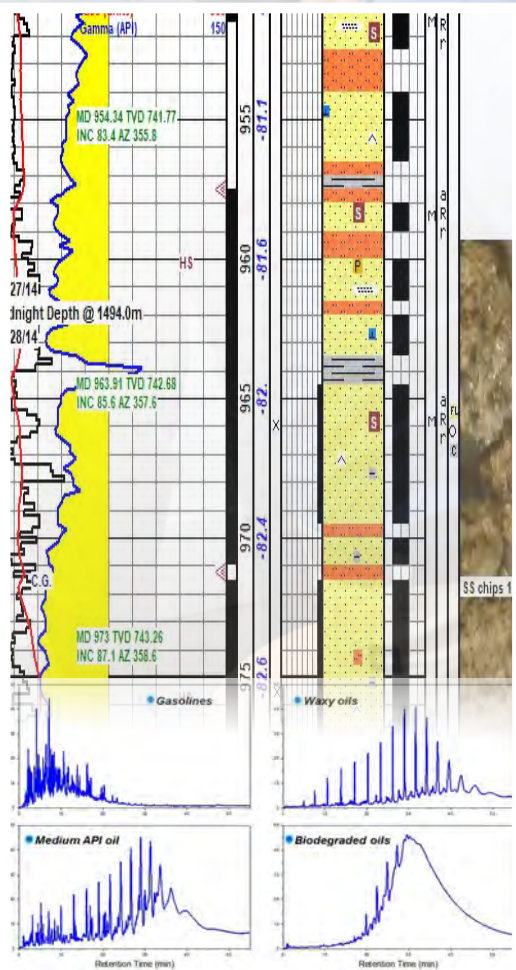 Gamma (API)
150
MD 954.34 TVD 741.77
INC 83.4 AZ 355.8
955
-81.1
960
-81.6
HS
27/14
dnight Depth @ 1494.0m
28/14
MD 963.91 TVD 742.68
INC 85.6 AZ 357.6
965
-82.
970
-82.4
C.G.
MD 973 TVD 743.26
INC 87.1 AZ 358.6
975
-82.6
S
M
R
r
S
M
a
R
r
P
S
M
a
R
r
FL
O
C
X
SS chips 1
Gasolines
Waxy oils
Medium API oil
Biodegraded oils
Retention Time (min)
Retention Time (min)